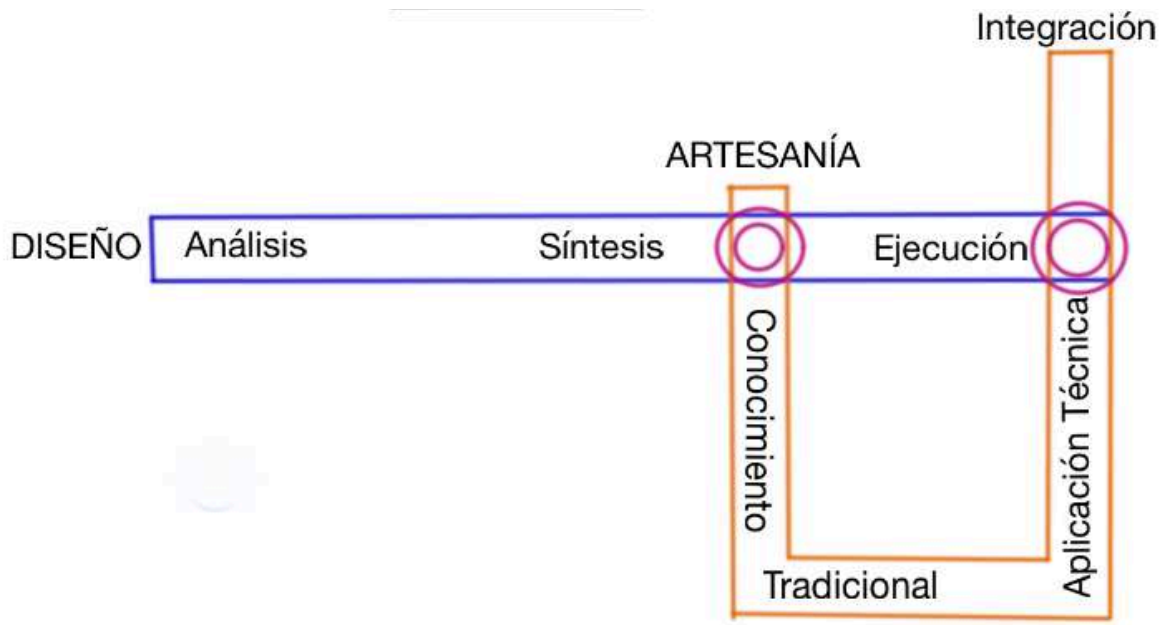 Integración
ARTESANÍA
DISEÑO Análisis Síntesis Ejecución
Conocimiento
Tradicional
Aplicación Técnica